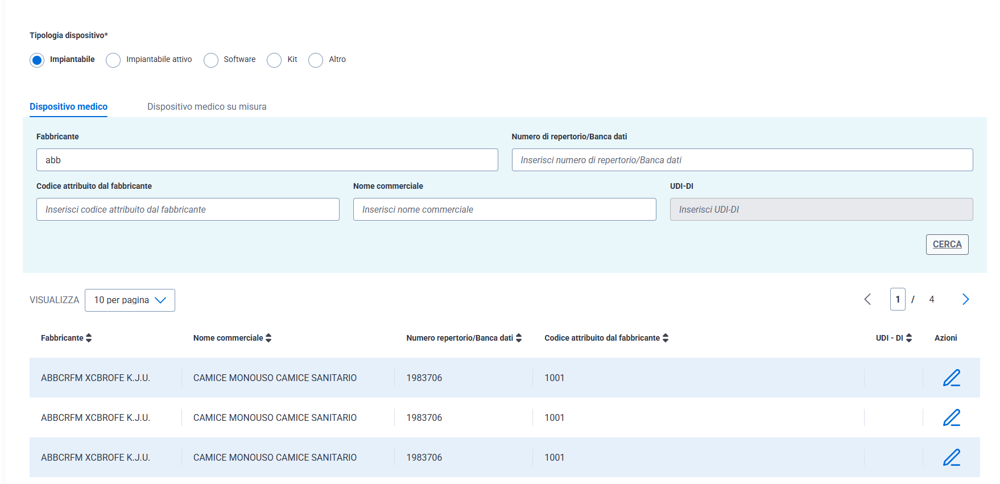 Tipologia dispositivo*
Impiantabile Impiantabile attivo Software Kit Altro
Dispositivo medico Dispositivo medico su misura
Fabbricante Numero di repertorio/Banca dati
abb Inserisci numero di repertorio/Banca dati
Codice attribuito dal fabbricante Nome commerciale UDI-DI
Inserisci codice attribuito dal fabbricante Inserisci nome commerciale Inserisci UDI-DI
CERCA
VISUALIZZA 10 per pagina 1 / 4
Fabbricante Nome commerciale Numero repertorio/Banca dati Codice attribuito dal fabbricante UDI - DI Azioni
ABBCRFM XCBROFE K.J.U. CAMICE MONOUSO CAMICE SANITARIO 1983706 1001
ABBCRFM XCBROFE K.J.U. CAMICE MONOUSO CAMICE SANITARIO 1983706 1001
ABBCRFM XCBROFE K.J.U. CAMICE MONOUSO CAMICE SANITARIO 1983706 1001